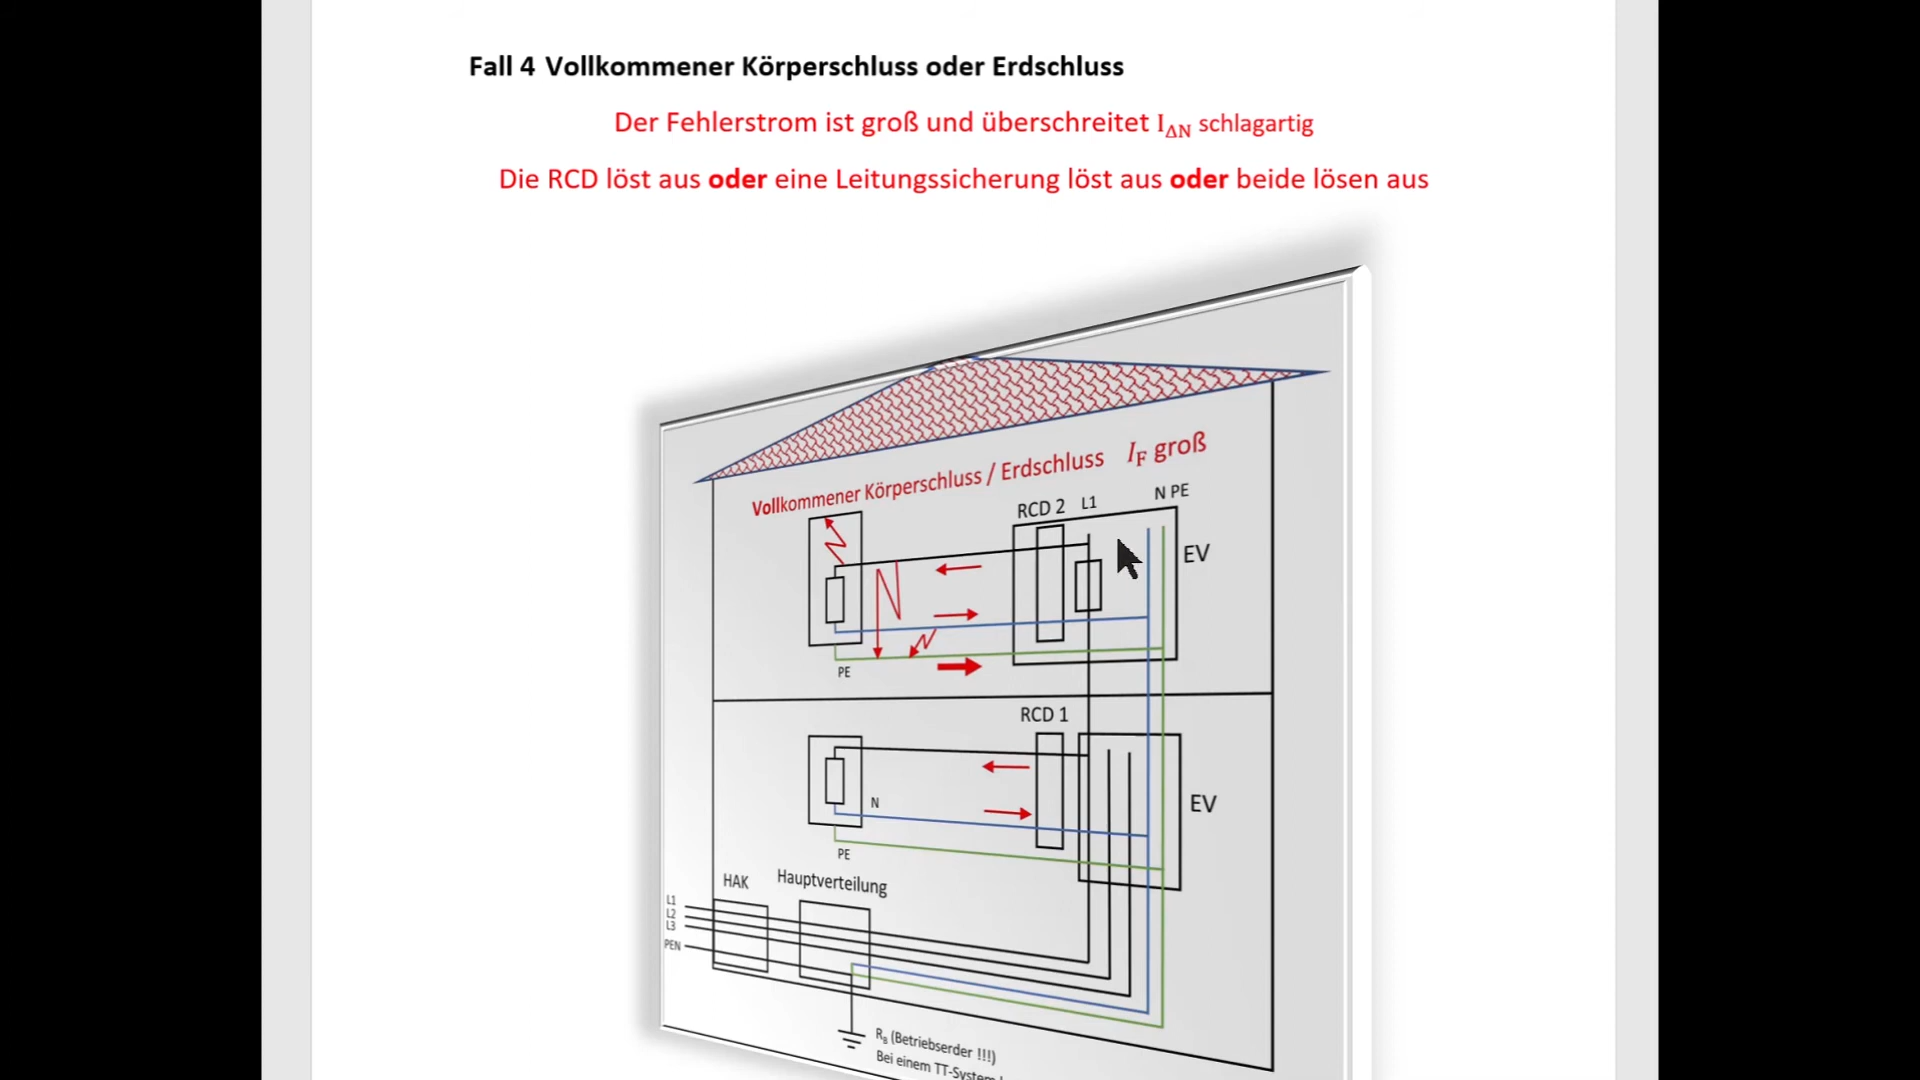 Fall 4 Vollkommener Körperschluss oder Erdschluss
Der Fehlerstrom ist groß und überschreitet IΔN schlagartig
Die RCD löst aus oder eine Leitungssicherung löst aus oder beide lösen aus
Vollkommener Körperschluss / Erdschluss IF groß
RCD 2 L1 N PE
EV
PE
RCD 1
EV
N
PE
HAK Hauptverteilung
L1
L2
L3
PEN
RB (Betriebserder !!!)
Bei einem TT-System